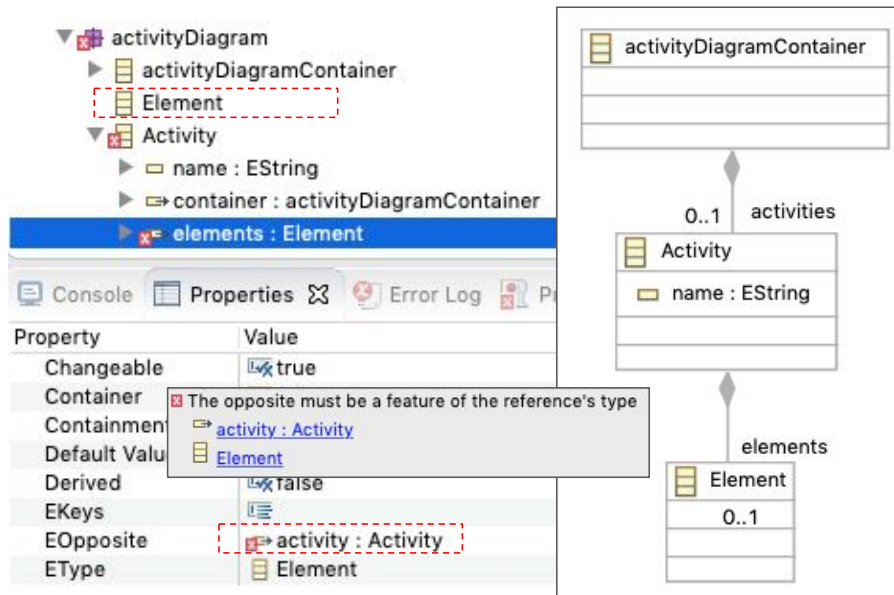 activityDiagram
activityDiagramContainer
Element
Activity
name : EString
container : activityDiagramContainer
elements : Element
Console
Properties
Error Log
Property
Value
Changeable
true
Container
Containment
Default Valu
Derived
false
EKeys
EOpposite
activity : Activity
EType
Element
The opposite must be a feature of the reference's type
activity : Activity
Element
activityDiagramContainer
0..1
activities
Activity
name : EString
elements
Element
0..1